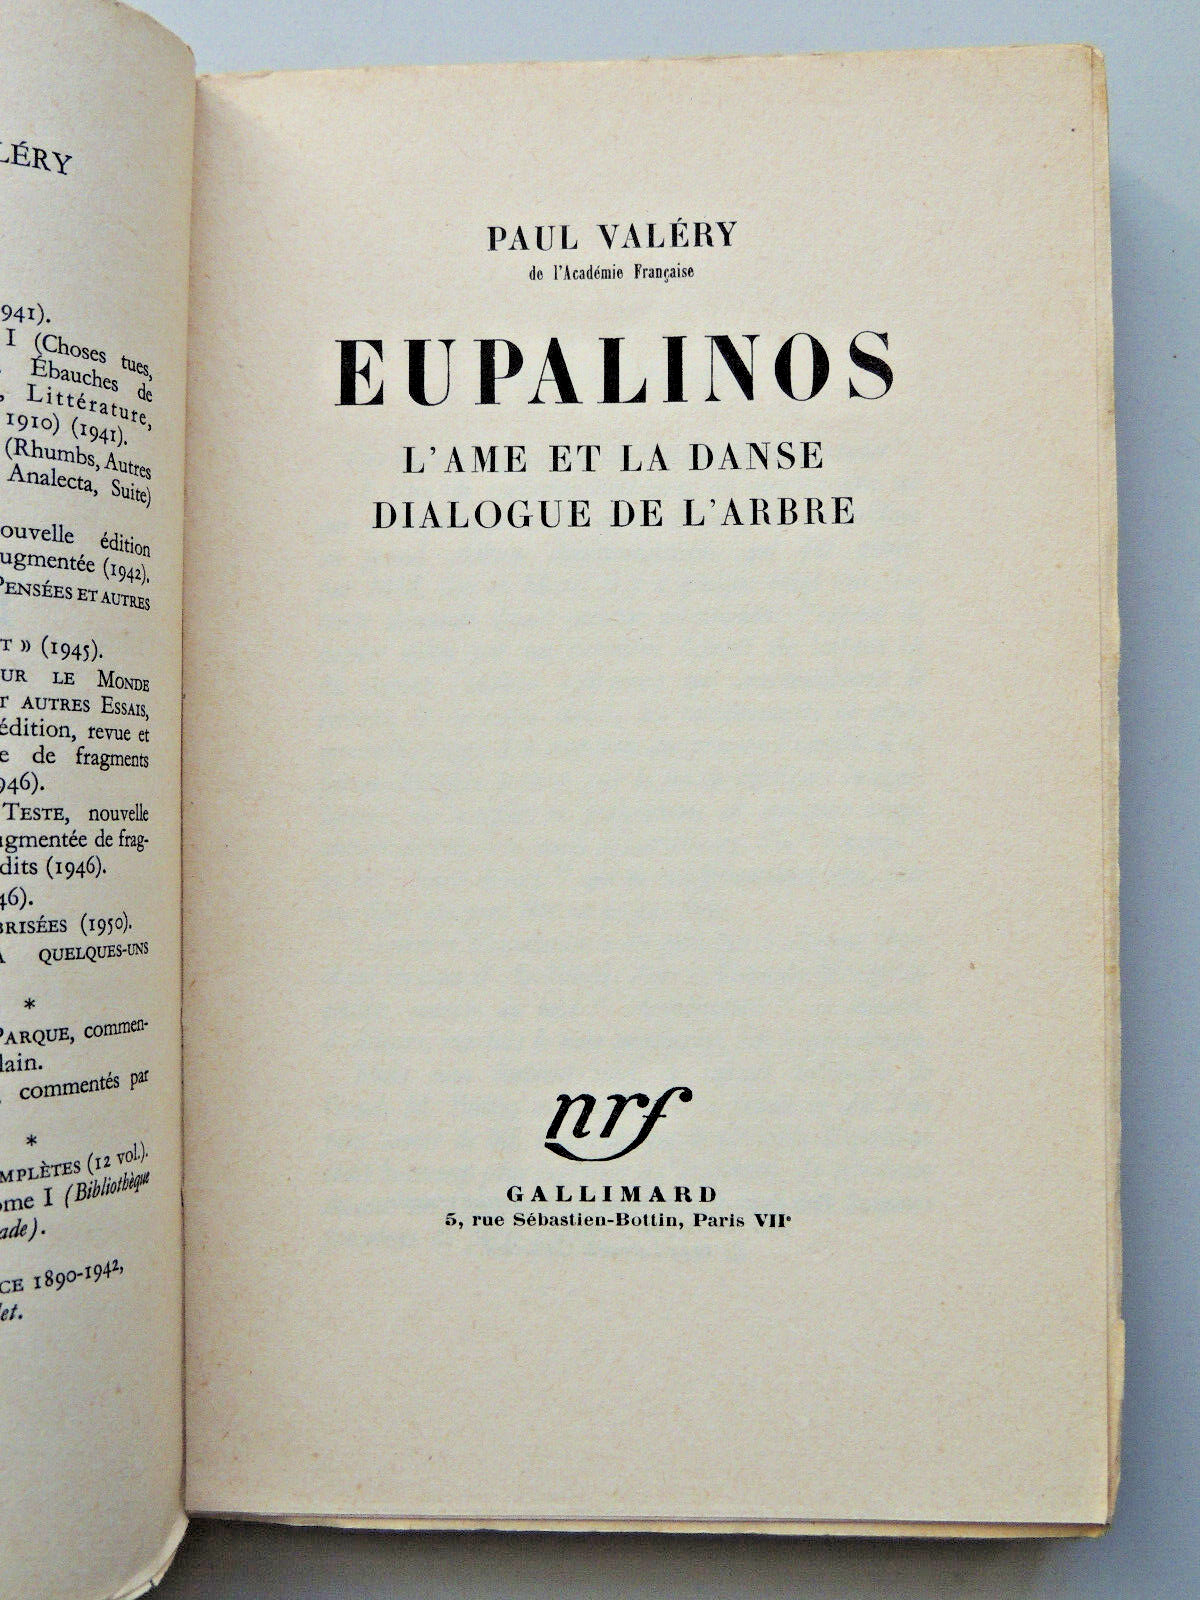 LÉRY
941).
I (Choses tues,
Ébauches de
, Littérature,
1910) (1941).
(Rhumbs, Autres
Analecta, Suite)
ouvelle édition
ugmentée (1942).
PENSÉES ET AUTRES
T » (1945).
UR LE MONDE
T AUTRES ESSAIS,
édition, revue et
e de fragments
946).
TESTE, nouvelle
ugmentée de frag-
dits (1946).
46).
BRISÉES (1950).
A QUELQUES-UNS
*
PARQUE, commen-
lain.
, commentés par
*
MPLÈTES (12 vol.).
ome I (Bibliothèque
ade).
CE 1890-1942,
let.
PAUL VALÉRY
de l'Académie Française
EUPALINOS
L'AME ET LA DANSE
DIALOGUE DE L'ARBRE
nrf
GALLIMARD
5, rue Sébastien-Bottin, Paris VIIe